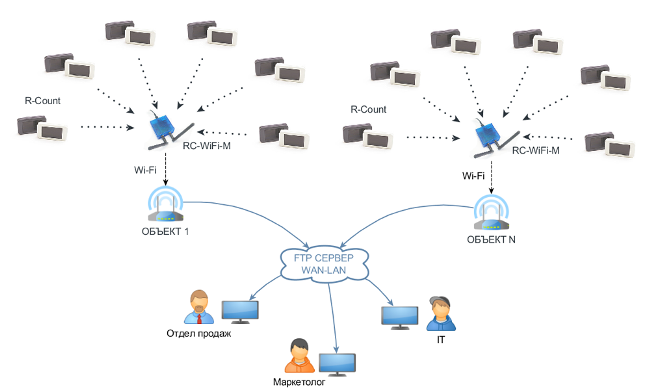 R-Count
RC-WiFi-M
Wi-Fi
ОБЪЕКТ 1
R-Count
RC-WiFi-M
Wi-Fi
ОБЪЕКТ N
FTP СЕРВЕР
WAN-LAN
Отдел продаж
Маркетолог
IT